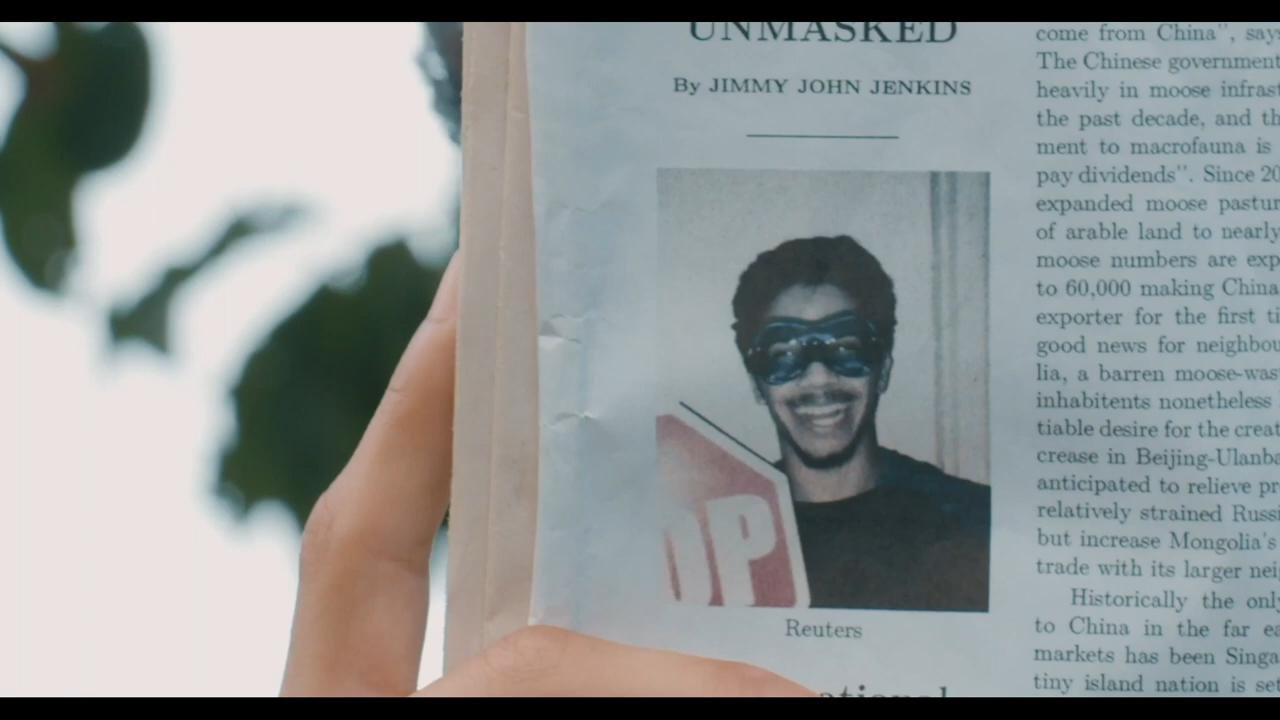 UNMASKED
By JIMMY JOHN JENKINS
OP
Reuters
come from China", says
The Chinese government
heavily in moose infrast
the past decade, and th
ment to macrofauna is
pay dividends". Since 20
expanded moose pastur
of arable land to nearly
moose numbers are exp
to 60,000 making China
exporter for the first ti
good news for neighbou
lia, a barren moose-was
inhabitents nonetheless
tiable desire for the creat
crease in Beijing-Ulanba
anticipated to relieve pr
relatively strained Russi
but increase Mongolia's
trade with its larger nei
Historically the only
to China in the far ea
markets has been Singa
tiny island nation is set